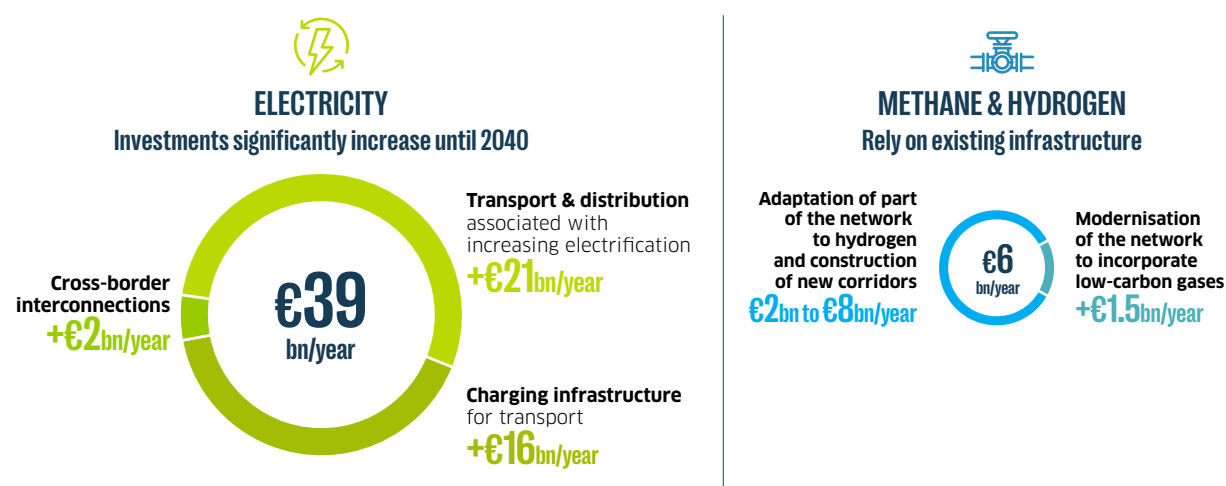 ELECTRICITY
Investments significantly increase until 2040
Cross-border
interconnections
+€2bn/year
€39
bn/year
Transport & distribution
associated with
increasing electrification
+€21bn/year
Charging infrastructure
for transport
+€16bn/year
METHANE & HYDROGEN
Rely on existing infrastructure
Adaptation of part
of the network
to hydrogen
and construction
of new corridors
€2bn to €8bn/year
€6
bn/year
Modernisation
of the network
to incorporate
low-carbon gases
+€1.5bn/year